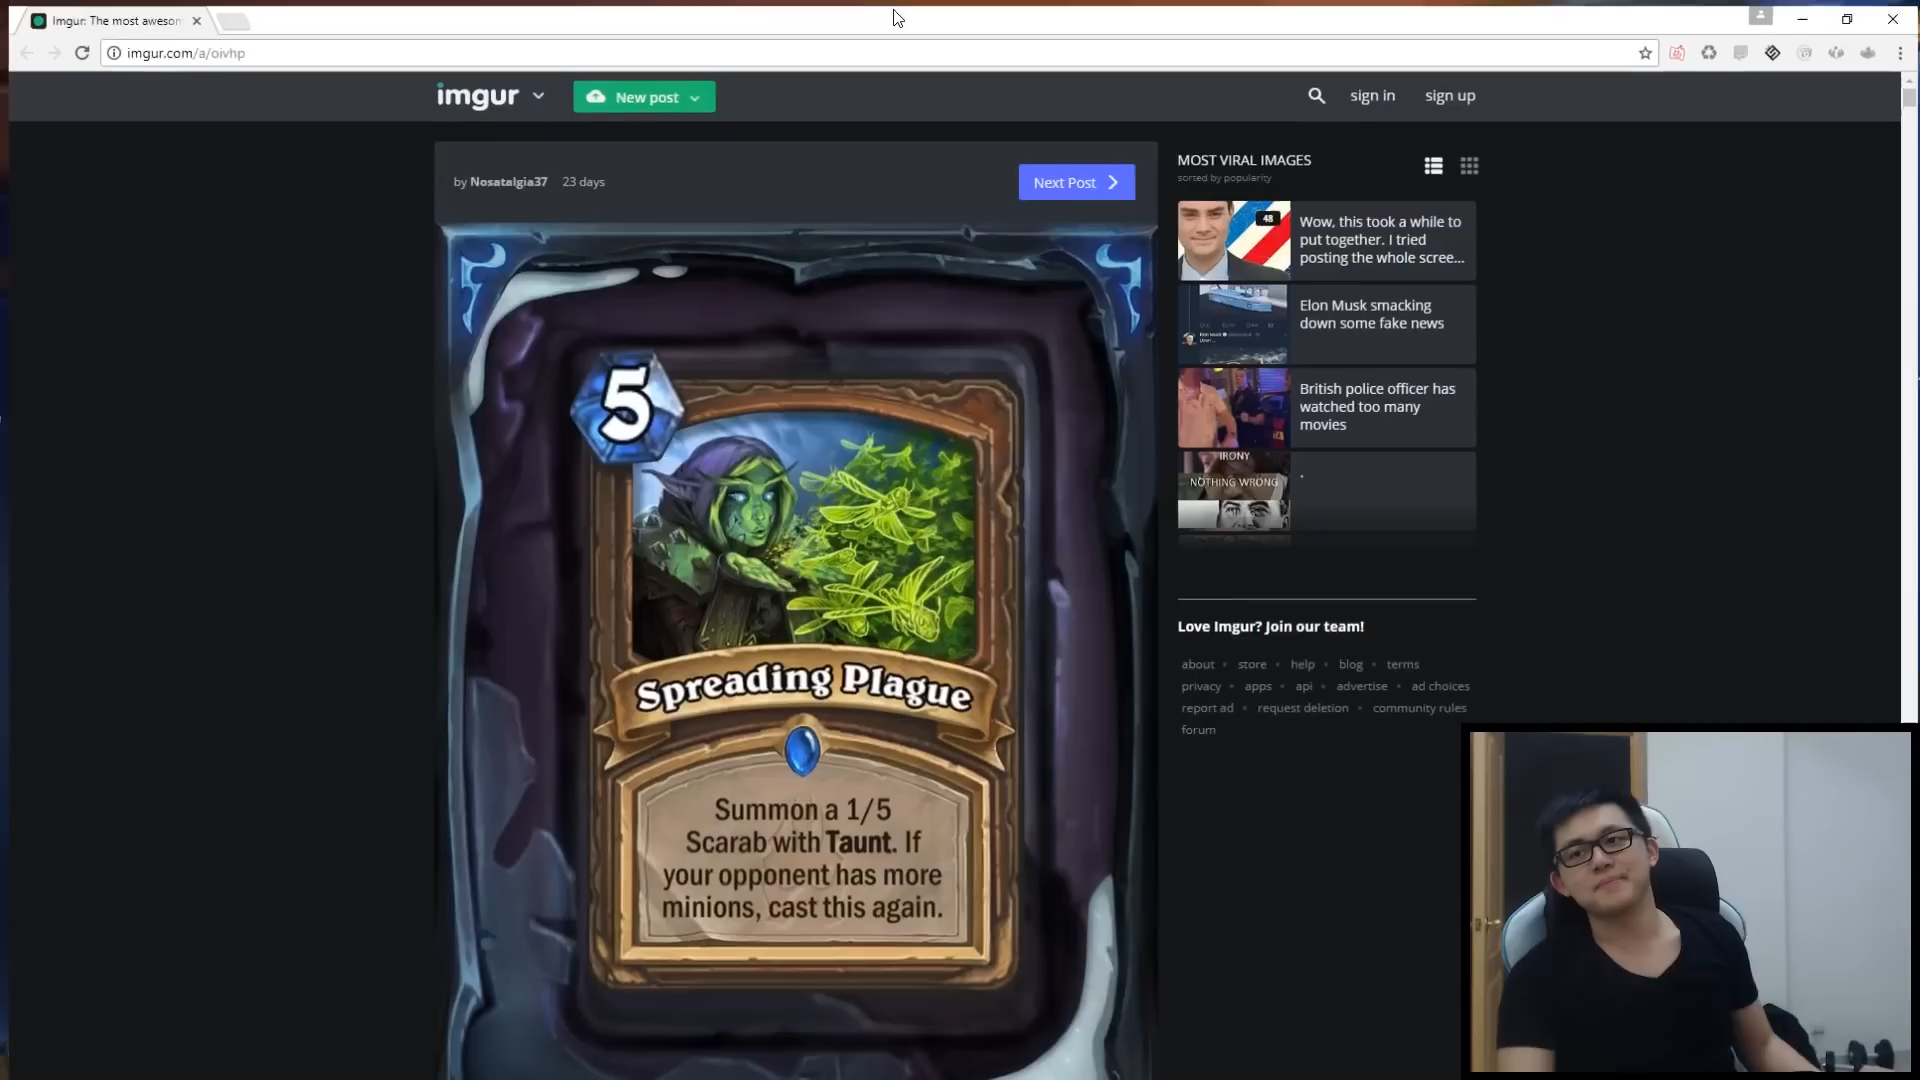 Imgur: The most aweson
imgur.com/a/oivhp
imgur
New post
sign in
sign up
by Nosatalgia37 23 days
Next Post
MOST VIRAL IMAGES
sorted by popularity
48
Wow, this took a while to
put together. I tried
posting the whole scree...
Elon Musk smacking
down some fake news
British police officer has
watched too many
movies
IRONY
NOTHING WRONG
.
Love Imgur? Join our team!
about • store • help • blog • terms
privacy • apps • api • advertise • ad choices
report ad • request deletion • community rules
forum
5
Spreading Plague
Summon a 1/5
Scarab with Taunt. If
your opponent has more
minions, cast this again.